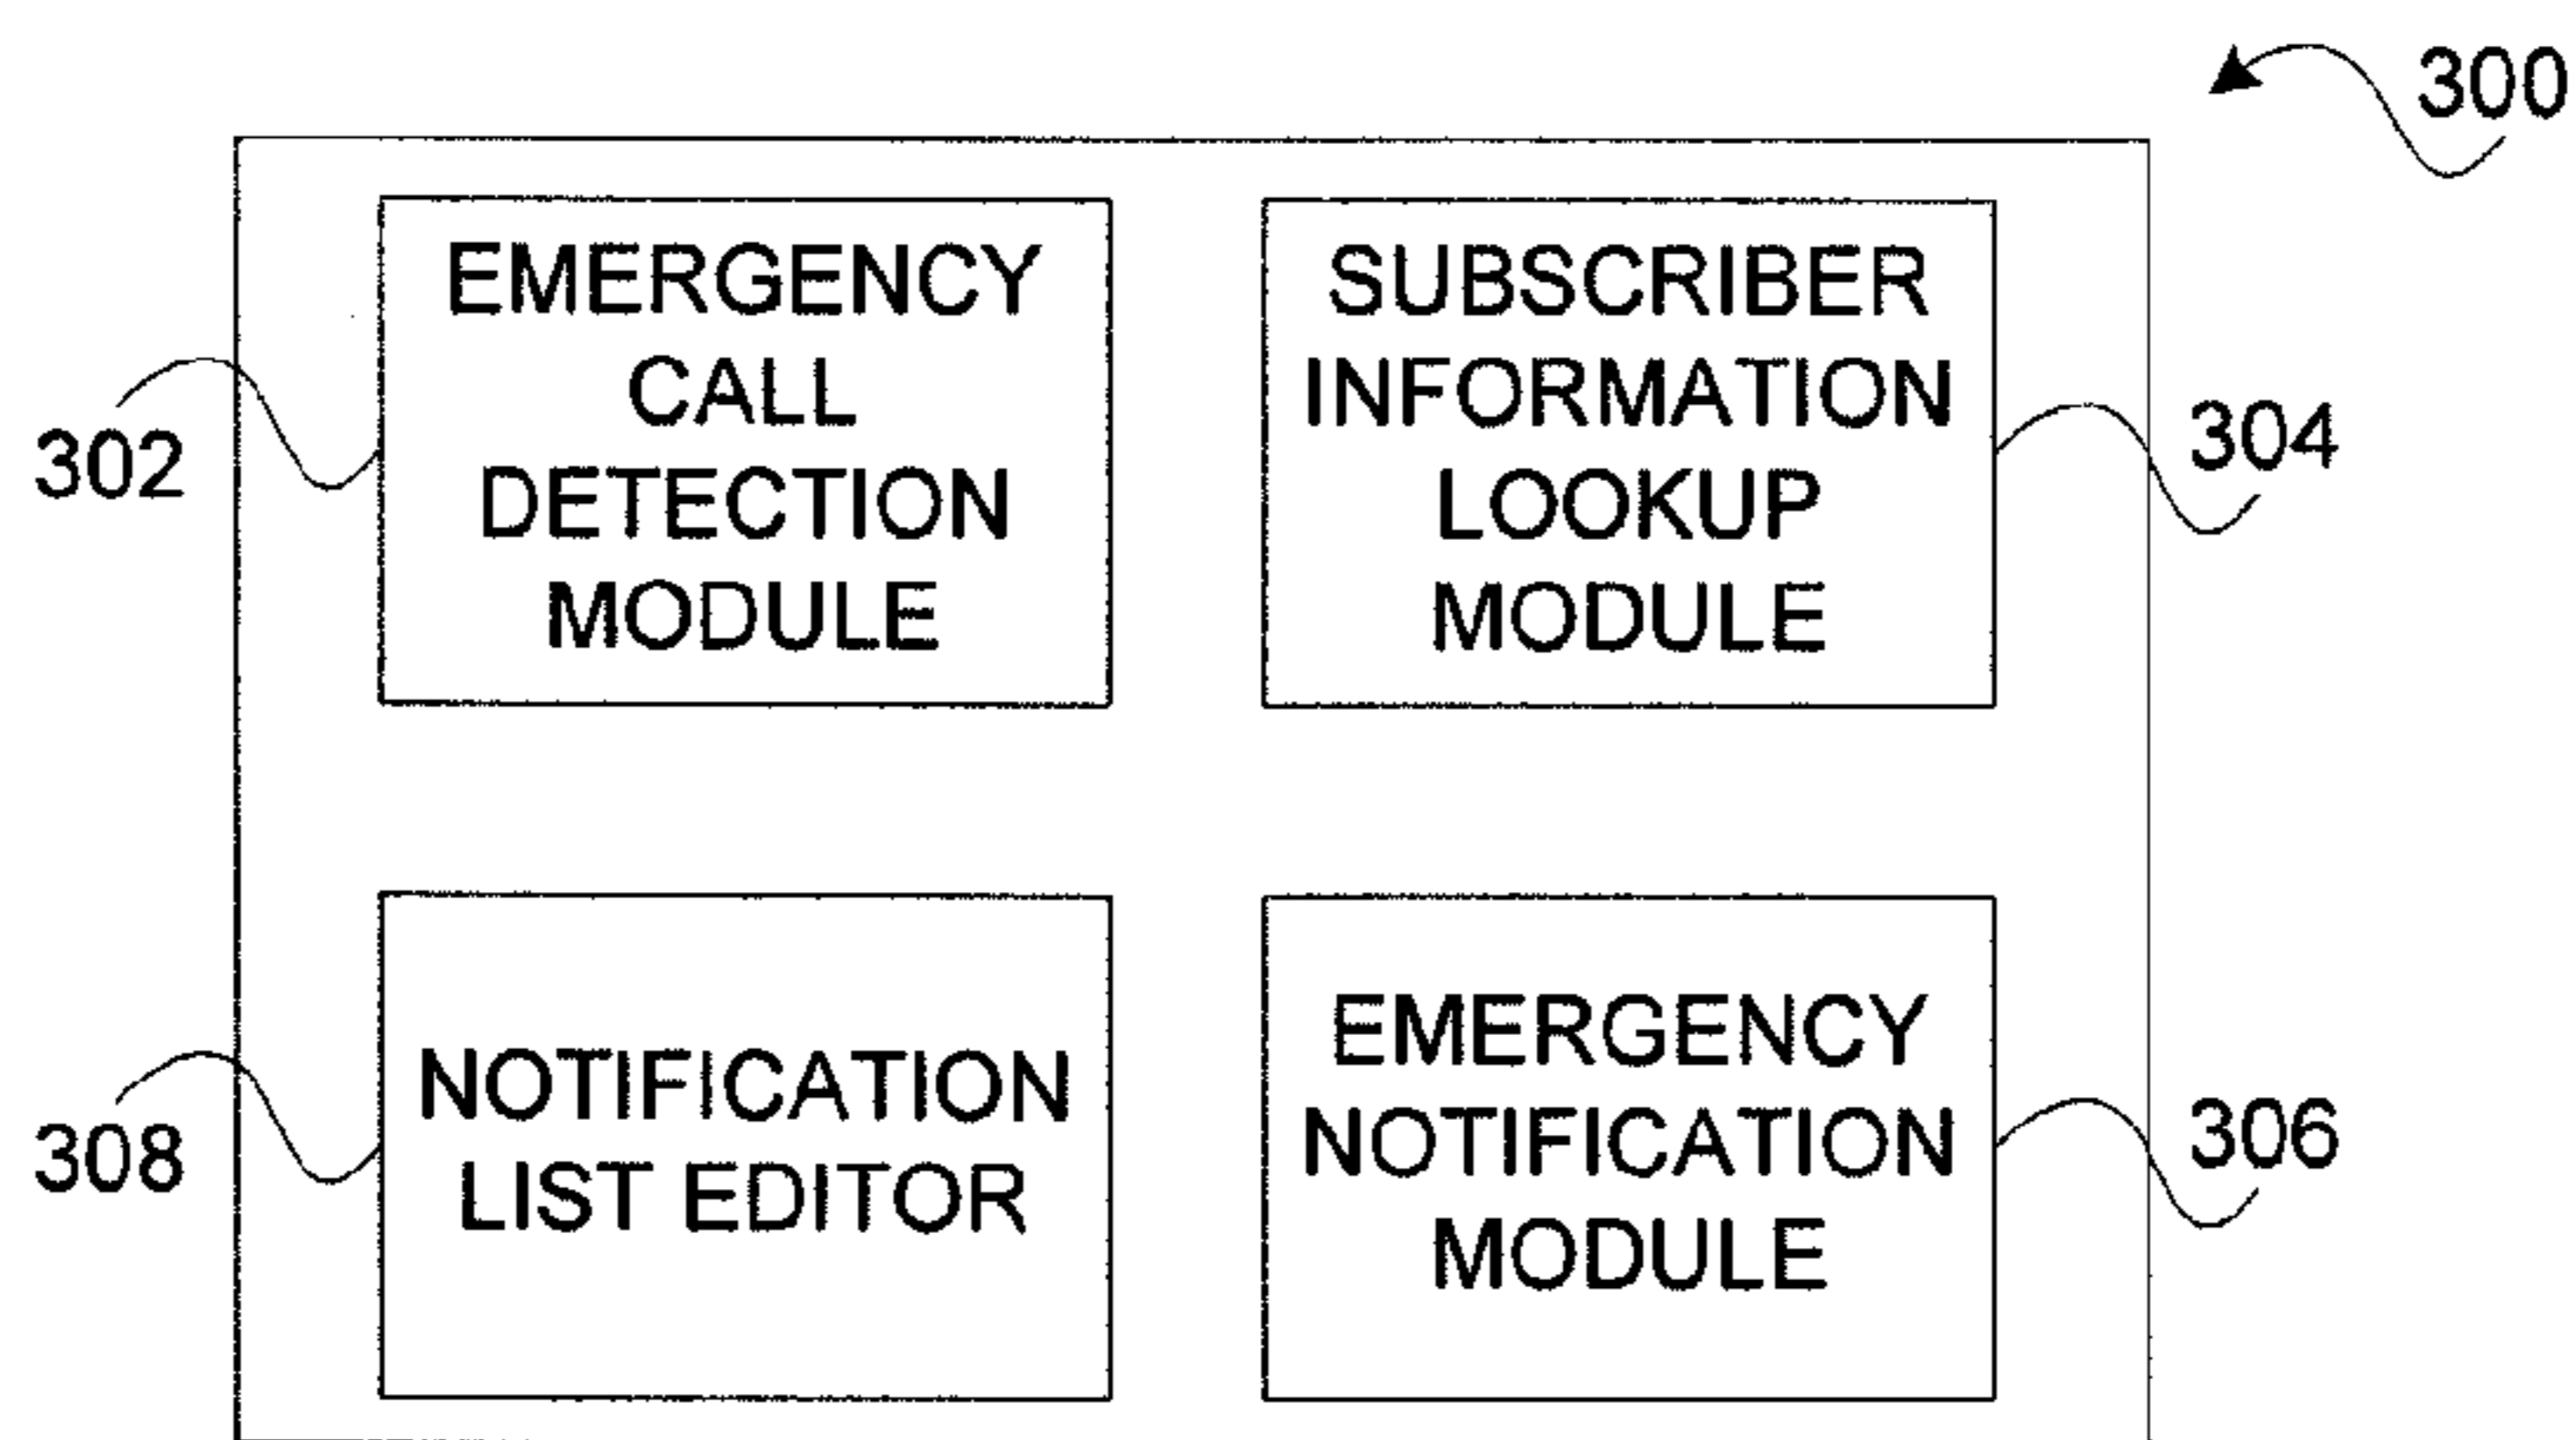 300
EMERGENCY
CALL
DETECTION
MODULE
302
SUBSCRIBER
INFORMATION
LOOKUP
MODULE
304
NOTIFICATION
LIST EDITOR
308
EMERGENCY
NOTIFICATION
MODULE
306